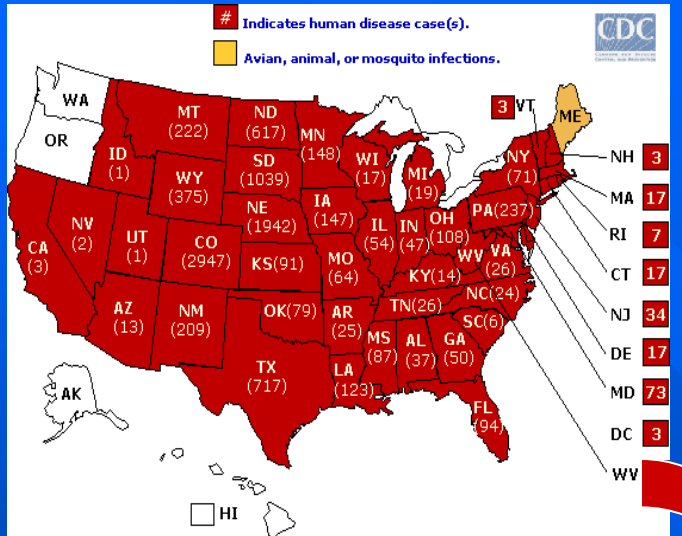 # Indicates human disease case(s).
Avian, animal, or mosquito infections.
CDC
WA
OR
MT
(222)
ND
(617)
MN
(148)
3 VT
ME
ID
(1)
WY
(375)
SD
(1039)
WI
(17)
MI
(19)
NY
(71)
NH 3
NV
(2)
UT
(1)
CO
(2947)
NE
(1942)
IA
(147)
IL
(54)
IN
(47)
OH
(108)
PA(237)
MA 17
CA
(3)
KS(91)
MO
(64)
KY(14)
WV
VA
(26)
RI 7
AZ
(13)
NM
(209)
OK(79)
AR
(25)
TN(26)
NC(24)
SC(6)
CT 17
TX
(717)
LA
(123)
MS
(87)
AL
(37)
GA
(50)
NJ 34
FL
(94)
DE 17
AK
MD 73
DC 3
WV
HI